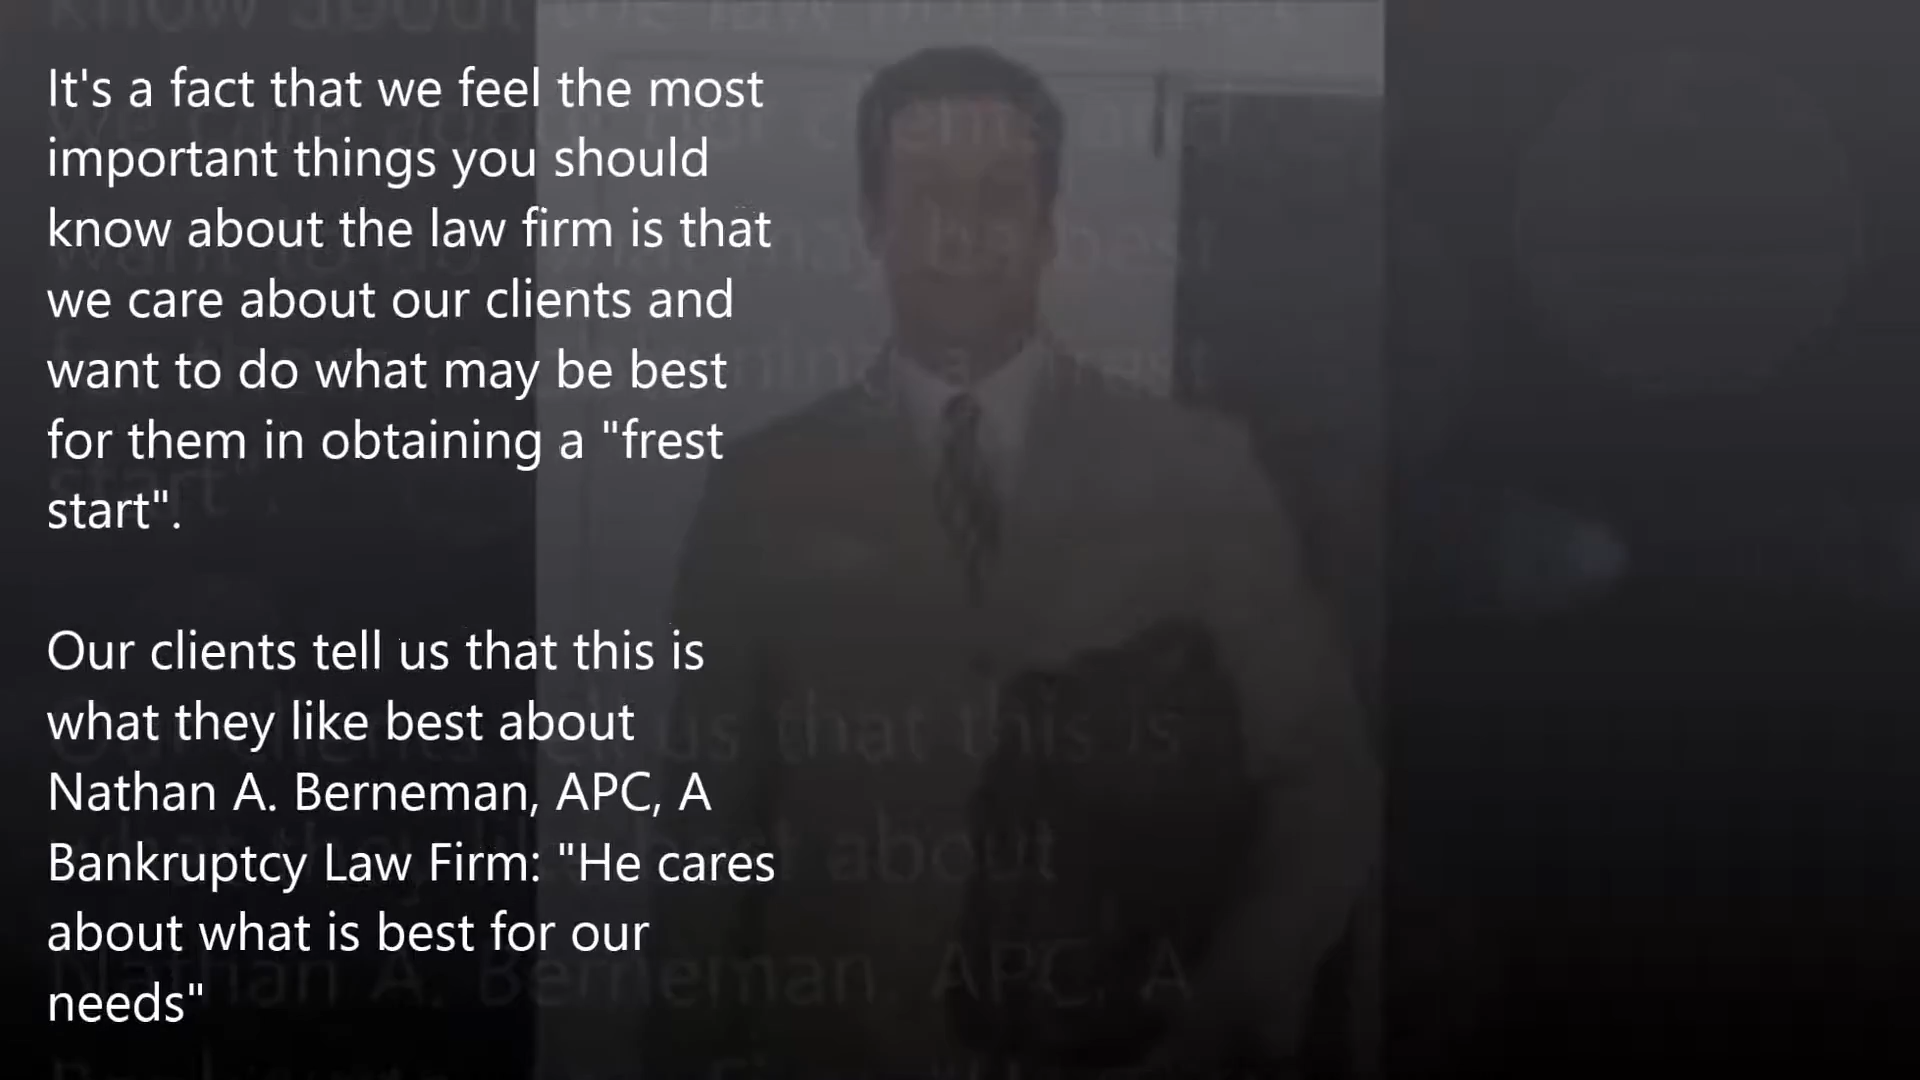 It's a fact that we feel the most
important things you should
know about the law firm is that
we care about our clients and
want to do what may be best
for them in obtaining a "frest
start".
Our clients tell us that this is
what they like best about
Nathan A. Berneman, APC, A
Bankruptcy Law Firm: "He cares
about what is best for our
needs"